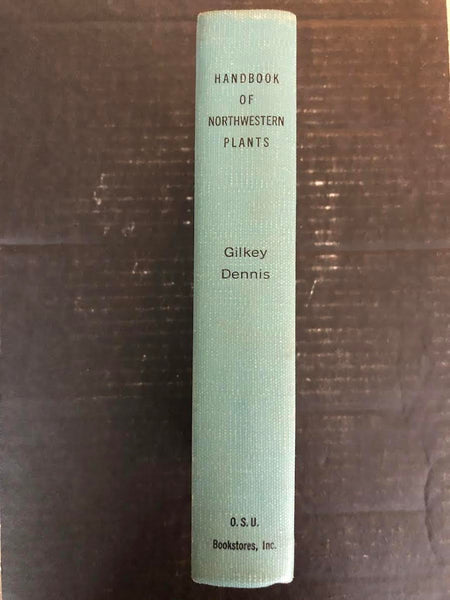 HANDBOOK
OF
NORTHWESTERN
PLANTS
Gilkey
Dennis
O.S.U.
Bookstores, Inc.